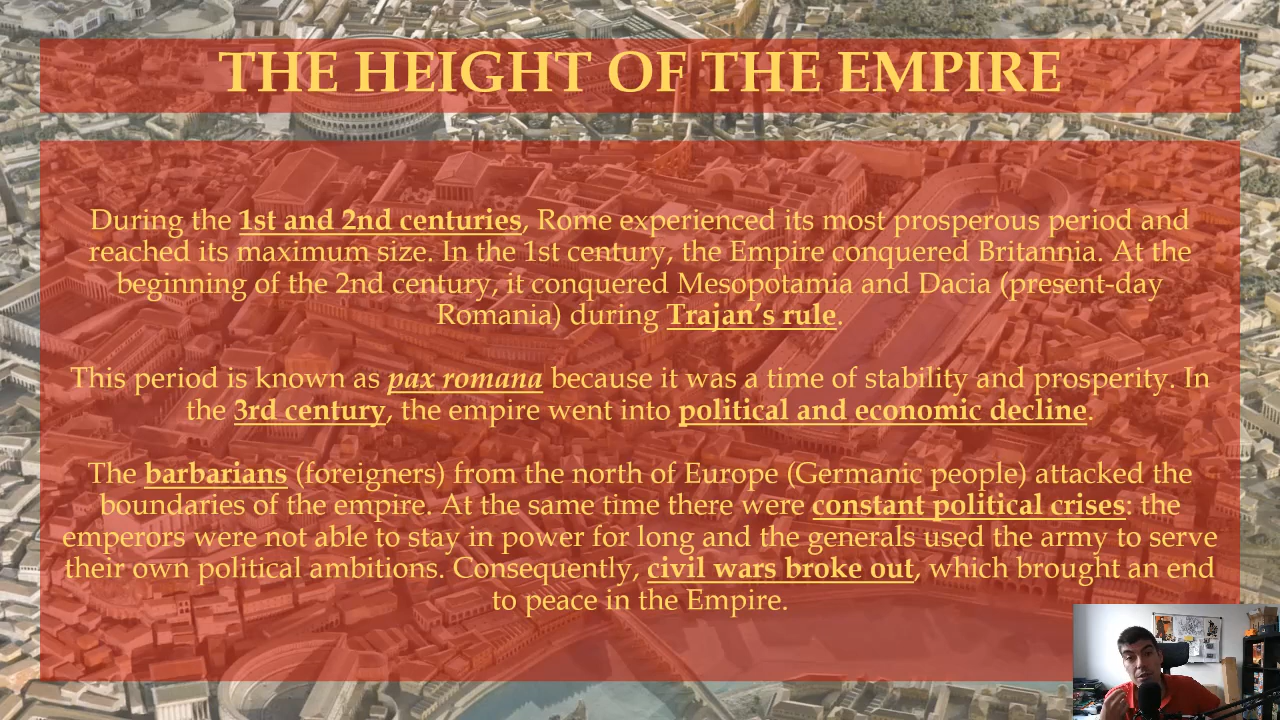 THE HEIGHT OF THE EMPIRE
During the 1st and 2nd centuries, Rome experienced its most prosperous period and
reached its maximum size. In the 1st century, the Empire conquered Britannia. At the
beginning of the 2nd century, it conquered Mesopotamia and Dacia (present-day
Romania) during Trajan’s rule.
This period is known as pax romana because it was a time of stability and prosperity. In
the 3rd century, the empire went into political and economic decline.
The barbarians (foreigners) from the north of Europe (Germanic people) attacked the
boundaries of the empire. At the same time there were constant political crises: the
emperors were not able to stay in power for long and the generals used the army to serve
their own political ambitions. Consequently, civil wars broke out, which brought an end
to peace in the Empire.